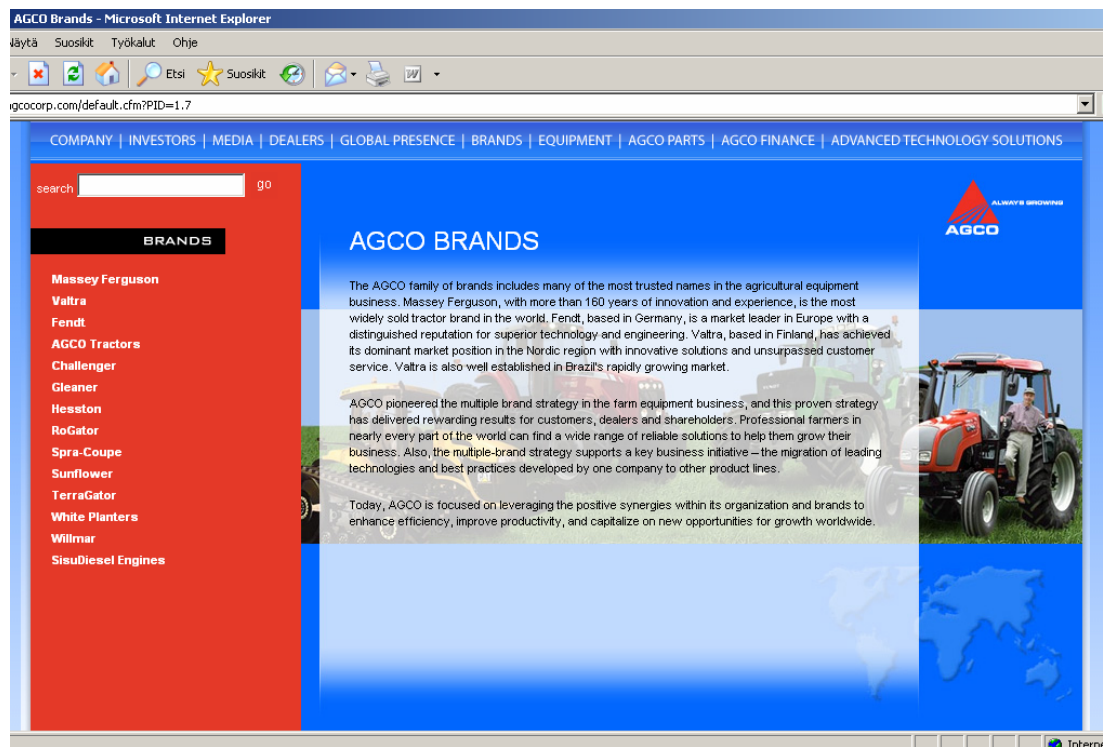 AGCO Brands - Microsoft Internet Explorer
Näytä Suosikit Työkalut Ohje
Etsi Suosikit
gcocorp.com/default.cfm?PID=1.7
COMPANY | INVESTORS | MEDIA | DEALERS | GLOBAL PRESENCE | BRANDS | EQUIPMENT | AGCO PARTS | AGCO FINANCE | ADVANCED TECHNOLOGY SOLUTIONS
search go
ALWAYS GROWING
AGCO
BRANDS
Massey Ferguson
Valtra
Fendt
AGCO Tractors
Challenger
Gleaner
Hesston
RoGator
Spra-Coupe
Sunflower
TerraGator
White Planters
Willmar
SisuDiesel Engines
AGCO BRANDS
The AGCO family of brands includes many of the most trusted names in the agricultural equipment
business. Massey Ferguson, with more than 160 years of innovation and experience, is the most
widely sold tractor brand in the world. Fendt, based in Germany, is a market leader in Europe with a
distinguished reputation for superior technology and engineering. Valtra, based in Finland, has achieved
its dominant market position in the Nordic region with innovative solutions and unsurpassed customer
service. Valtra is also well established in Brazil's rapidly growing market.
AGCO pioneered the multiple brand strategy in the farm equipment business, and this proven strategy
has delivered rewarding results for customers, dealers and shareholders. Professional farmers in
nearly every part of the world can find a wide range of reliable solutions to help them grow their
business. Also, the multiple-brand strategy supports a key business initiative – the migration of leading
technologies and best practices developed by one company to other product lines.
Today, AGCO is focused on leveraging the positive synergies within its organization and brands to
enhance efficiency, improve productivity, and capitalize on new opportunities for growth worldwide.
Interne